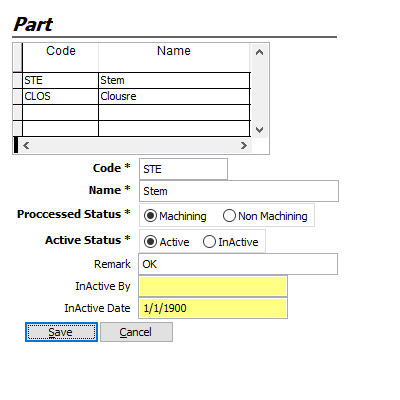 Part
Code Name
STE Stem
CLOS Clousre
Code * STE
Name * Stem
Proccessed Status * Machining Non Machining
Active Status * Active InActive
Remark OK
InActive By
InActive Date 1/1/1900
Save Cancel